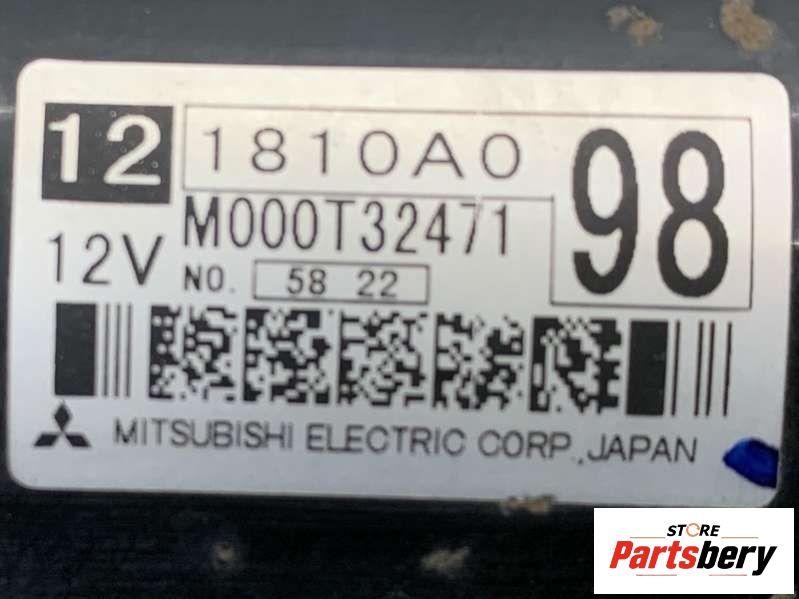 12 1810A0 98
12V M000T32471
NO. 58 22
MITSUBISHI ELECTRIC CORP., JAPAN
STORE
Partsbery